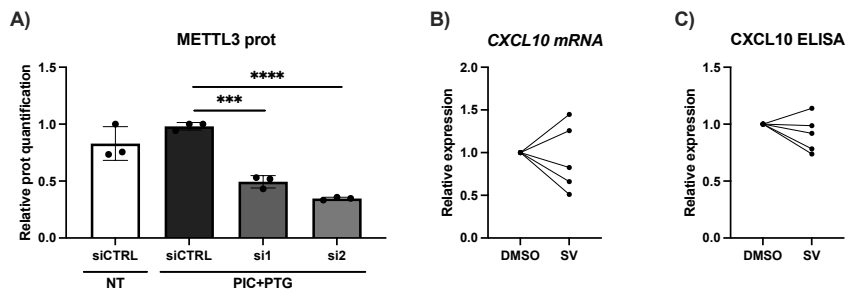 A)
METTL3 prot
Relative prot quantification
1.5
1.0
0.5
0.0
***
****
siCTRL
siCTRL
si1
si2
NT
PIC+PTG
B)
CXCL10 mRNA
Relative expression
2.0
1.5
1.0
0.5
0.0
DMSO
SV
C)
CXCL10 ELISA
Relative expression
1.5
1.0
0.5
0.0
DMSO
SV